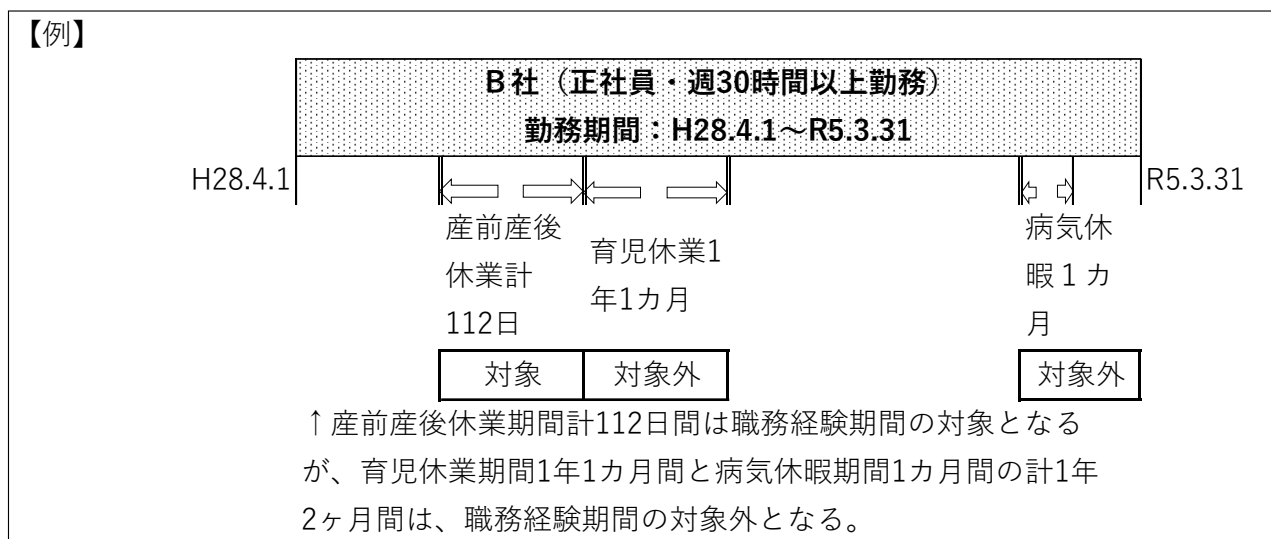 【例】
B社（正社員・週30時間以上勤務）
勤務期間：H28.4.1～R5.3.31
H28.4.1
R5.3.31
産前産後
休業計
112日
育児休業1
年1カ月
病気休
暇１カ
月
対象
対象外
対象外
↑産前産後休業期間計112日間は職務経験期間の対象となる
が、育児休業期間1年1カ月間と病気休暇期間1カ月間の計1年
2ヶ月間は、職務経験期間の対象外となる。